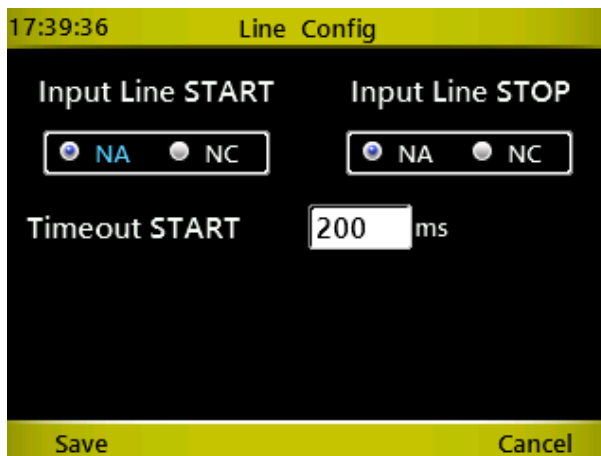 17:39:36 Line Config
Input Line START Input Line STOP
NA NC NA NC
Timeout START 200 ms
Save Cancel